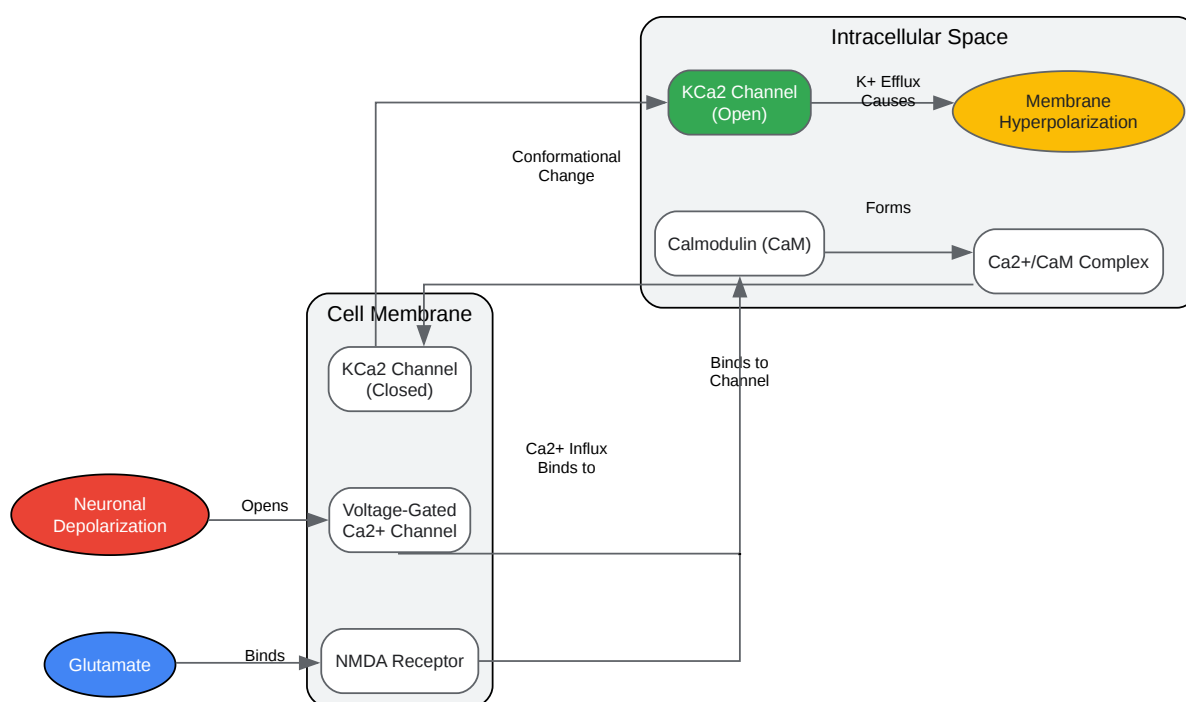 Intracellular Space
KCa2 Channel
(Open)
K+ Efflux
Causes
Membrane
Hyperpolarization
Conformational
Change
Forms
Calmodulin (CaM)
Ca2+/CaM Complex
Cell Membrane
KCa2 Channel
(Closed)
Binds to
Channel
Ca2+ Influx
Binds to
Neuronal
Depolarization
Opens
Voltage-Gated
Ca2+ Channel
Glutamate
Binds
NMDA Receptor